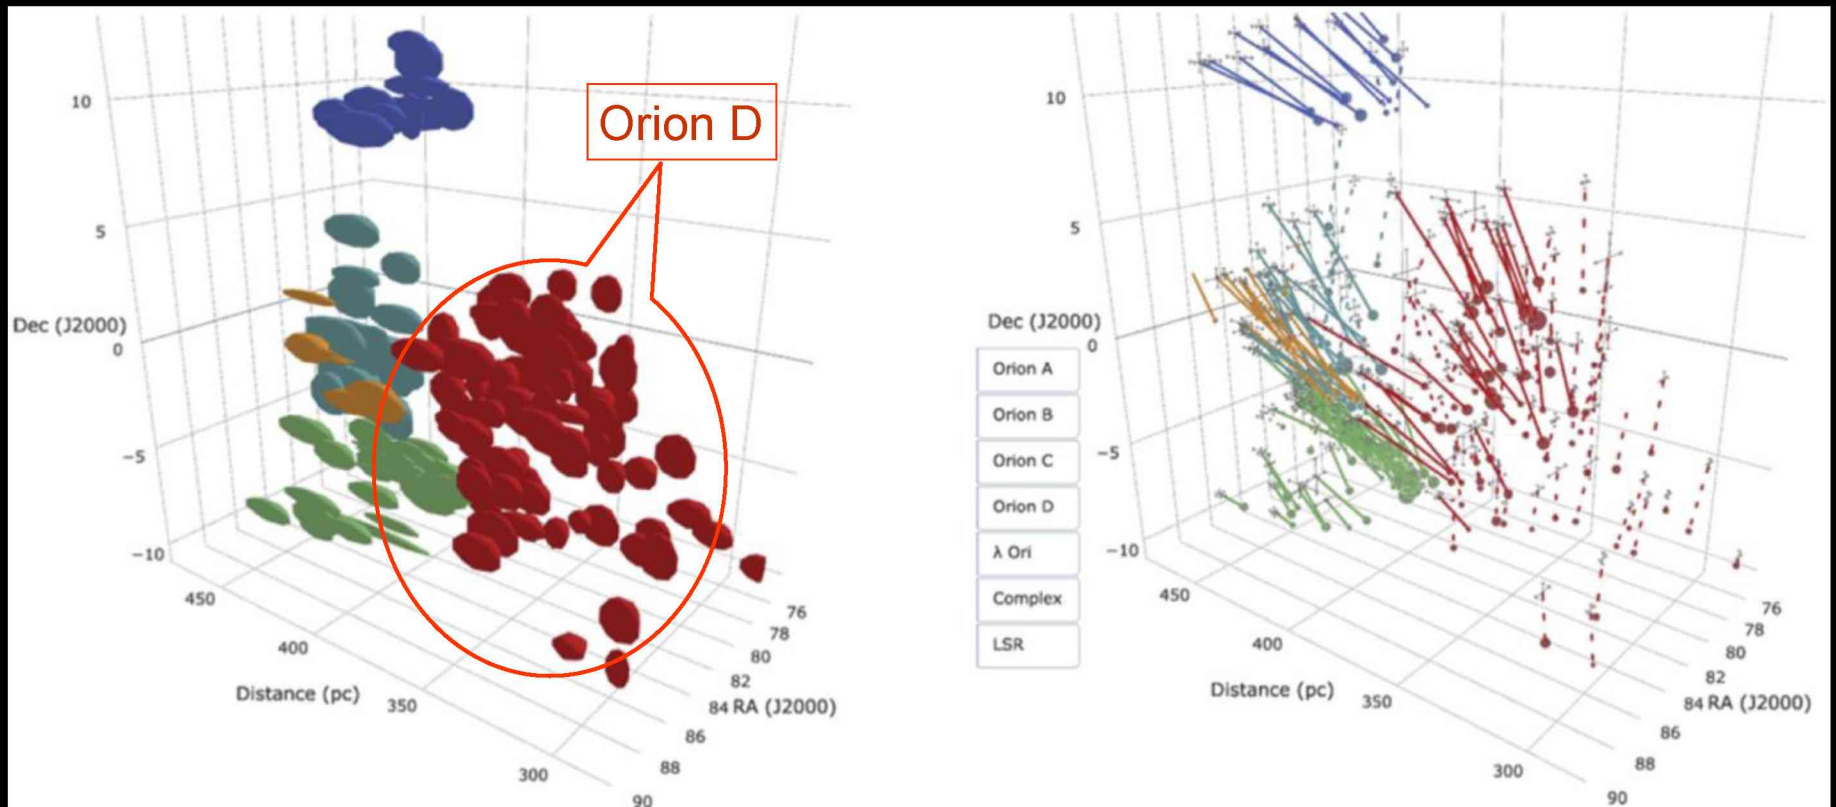 Orion D
10
5
Dec (J2000)
0
−5
−10
450
400
Distance (pc)
350
300
76
78
80
82
84 RA (J2000)
86
88
90
10
5
Dec (J2000)
0
Orion A
Orion B
Orion C
−5
Orion D
−10
λ Ori
Complex
LSR
450
400
Distance (pc)
350
300
76
78
80
82
84 RA (J2000)
86
88
90